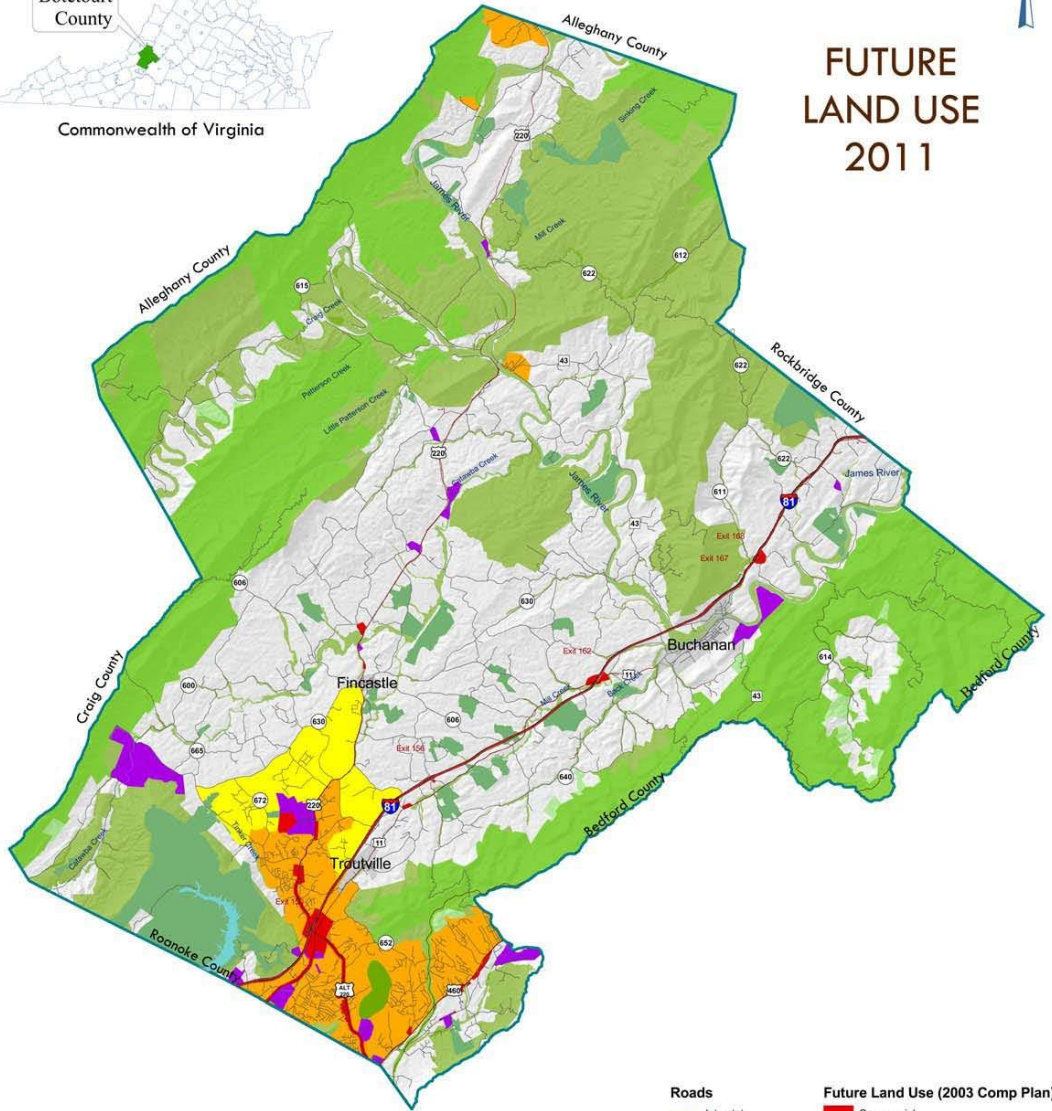 Botetourt
County
Commonwealth of Virginia
FUTURE
LAND USE
2011
Alleghany County
Sinking Creek
220
James River
Mill Creek
612
622
Alleghany County
615
Craig Creek
Rockbridge County
43
622
Patterson Creek
Little Patterson Creek
220
Catawba Creek
James River
622
James River
611
81
43
Exit 168
Exit 167
606
630
Buchanan
Exit 162
11
614
Bedford County
Craig County
600
Fincastle
Mill Creek
Back Creek
43
630
606
665
Exit 156
640
Bedford County
672
220
81
Tinker Creek
11
Troutville
Catawba Creek
Exit 150
652
Roanoke County
ALT
220
460
Roads
Future Land Use (2003 Comp Plan)